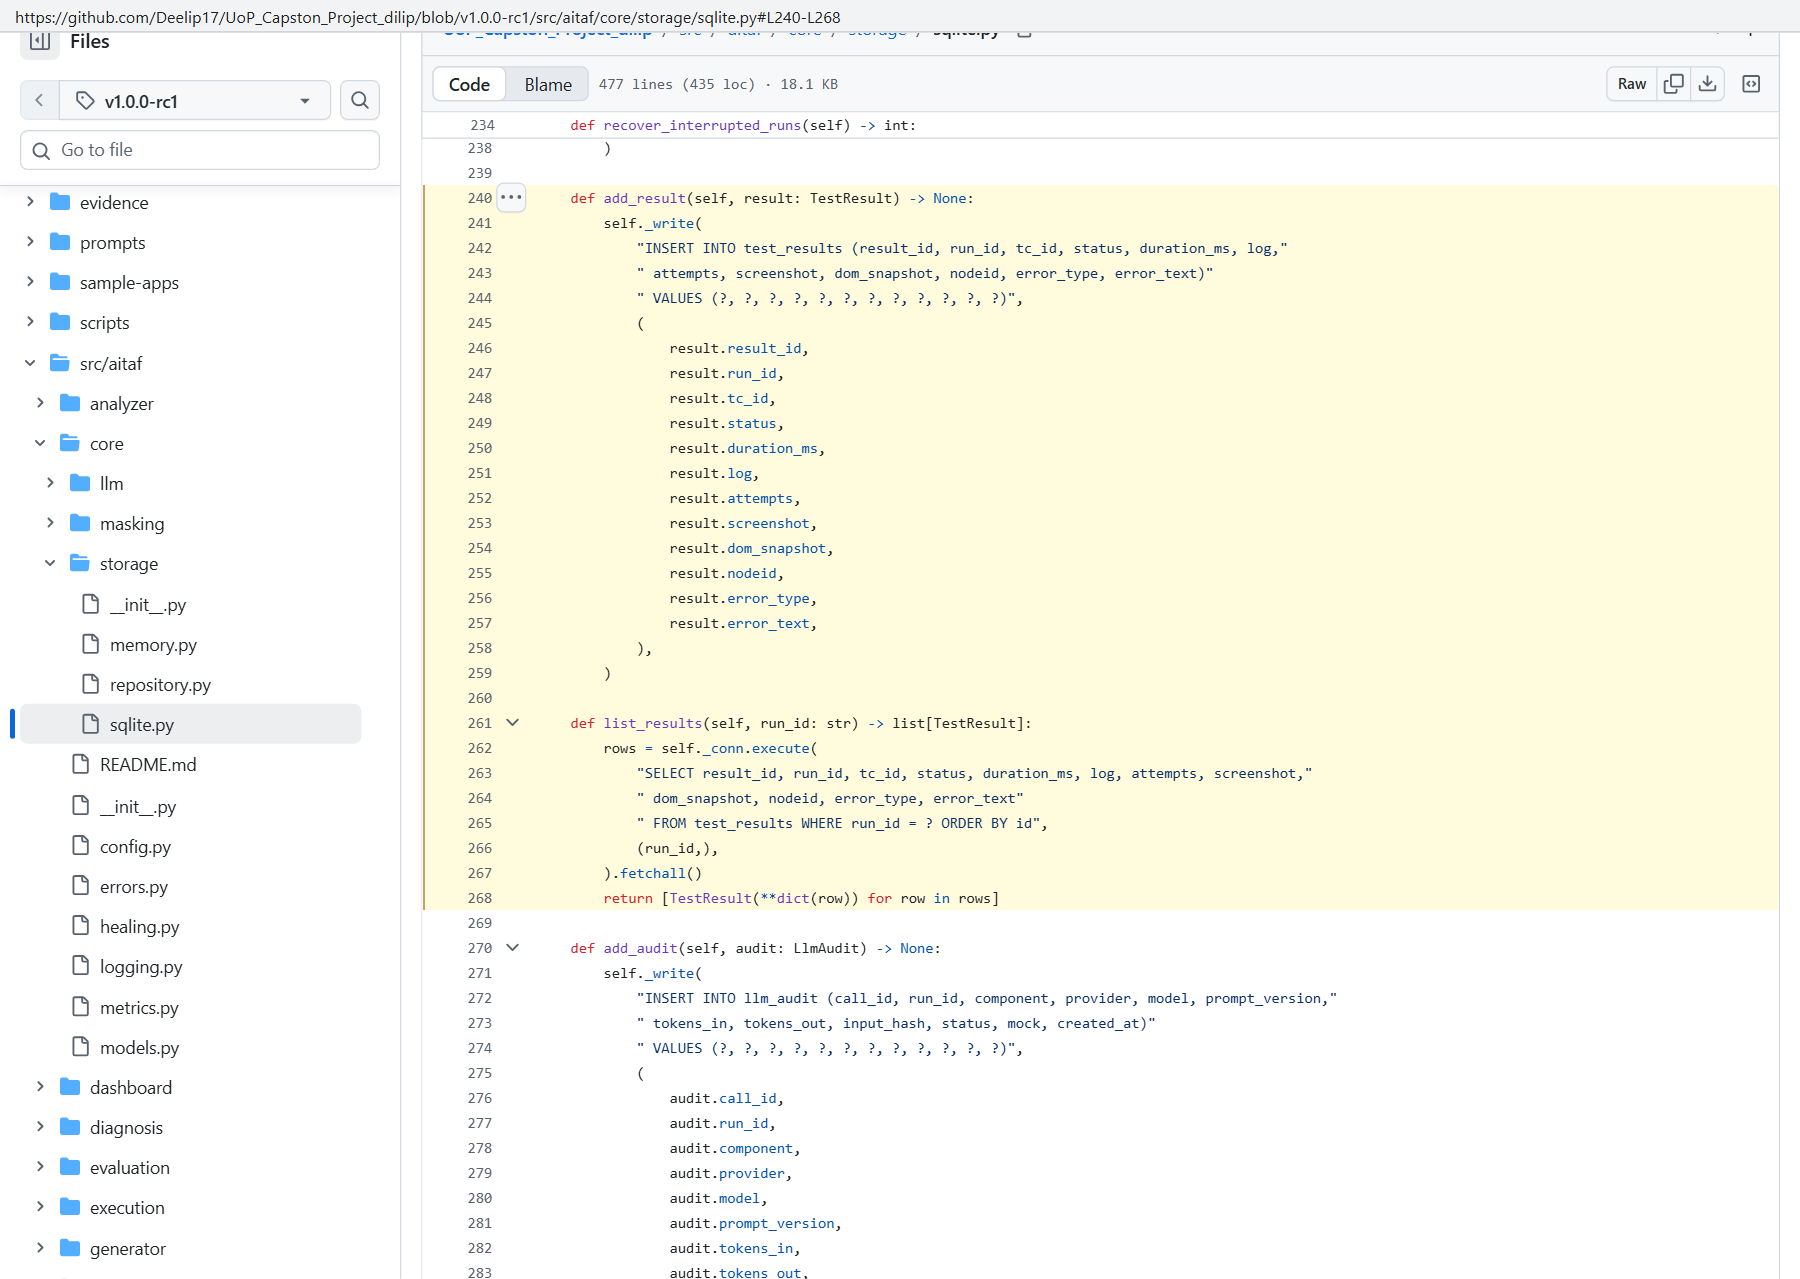 https://github.com/Deelip17/UoP_Capston_Project_dilip/blob/v1.0.0-rc1/src/aitaf/core/storage/sqlite.py#L240-L268
Files
UoP_Capston_Project_dilip / src / aitaf / core / storage / sqlite.py
v1.0.0-rc1
Go to file
evidence
prompts
sample-apps
scripts
src/aitaf
analyzer
core
llm
masking
storage
__init__.py
memory.py
repository.py
sqlite.py
README.md
__init__.py
config.py
errors.py
healing.py
logging.py
metrics.py
models.py
dashboard
diagnosis
evaluation
execution
generator
Code Blame 477 lines (435 loc) · 18.1 KB Raw
234 def recover_interrupted_runs(self) -> int:
238 )
239
240 def add_result(self, result: TestResult) -> None:
241 self._write(
242 "INSERT INTO test_results (result_id, run_id, tc_id, status, duration_ms, log,"
243 " attempts, screenshot, dom_snapshot, nodeid, error_type, error_text)"
244 " VALUES (?, ?, ?, ?, ?, ?, ?, ?, ?, ?, ?, ?)",
245 (
246 result.result_id,
247 result.run_id,
248 result.tc_id,
249 result.status,
250 result.duration_ms,
251 result.log,
252 result.attempts,
253 result.screenshot,
254 result.dom_snapshot,
255 result.nodeid,
256 result.error_type,
257 result.error_text,
258 ),
259 )
260
261 def list_results(self, run_id: str) -> list[TestResult]:
262 rows = self._conn.execute(
263 "SELECT result_id, run_id, tc_id, status, duration_ms, log, attempts, screenshot,"
264 " dom_snapshot, nodeid, error_type, error_text"
265 " FROM test_results WHERE run_id = ? ORDER BY id",
266 (run_id,),
267 ).fetchall()
268 return [TestResult(**dict(row)) for row in rows]
269
270 def add_audit(self, audit: LlmAudit) -> None:
271 self._write(
272 "INSERT INTO llm_audit (call_id, run_id, component, provider, model, prompt_version,"
273 " tokens_in, tokens_out, input_hash, status, mock, created_at)"
274 " VALUES (?, ?, ?, ?, ?, ?, ?, ?, ?, ?, ?, ?)",
275 (
276 audit.call_id,
277 audit.run_id,
278 audit.component,
279 audit.provider,
280 audit.model,
281 audit.prompt_version,
282 audit.tokens_in,
283 audit.tokens_out,